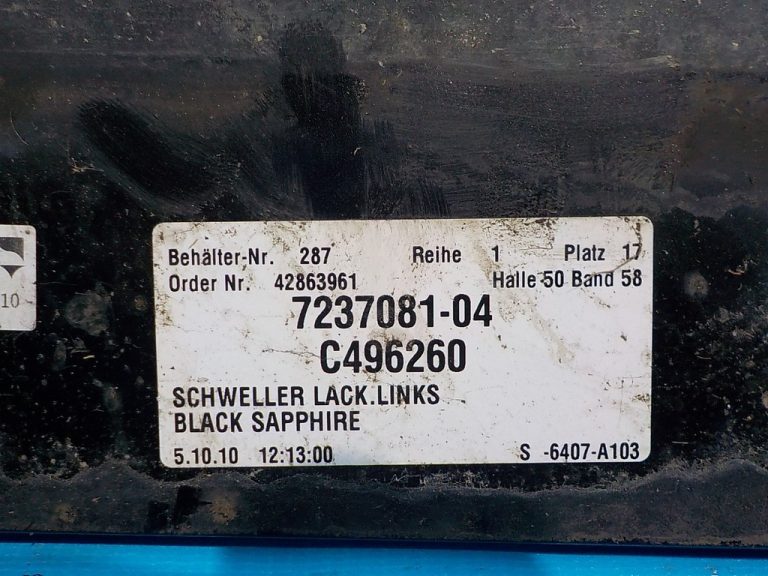 Behälter-Nr. 287 Reihe 1 Platz 17
Order Nr. 42863961 Halle 50 Band 58
7237081-04
C496260
SCHWELLER LACK.LINKS
BLACK SAPPHIRE
5.10.10 12:13:00 S -6407-A103
10